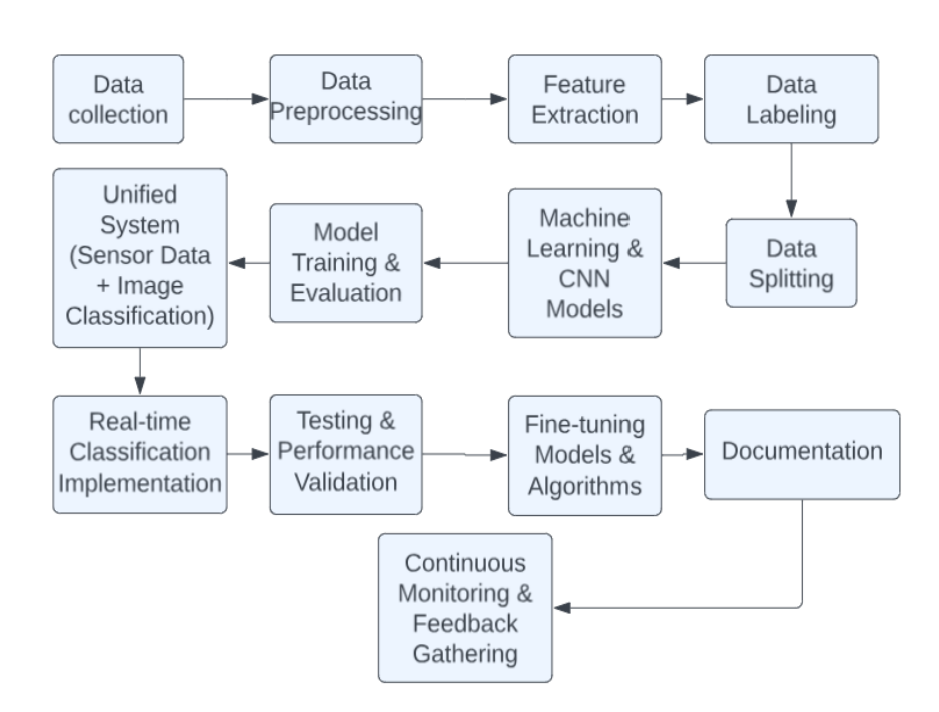 Data
collection
Data
Preprocessing
Feature
Extraction
Data
Labeling
Unified
System
(Sensor Data
+ Image
Classification)
Model
Training &
Evaluation
Machine
Learning &
CNN
Models
Data
Splitting
Real-time
Classification
Implementation
Testing &
Performance
Validation
Fine-tuning
Models &
Algorithms
Documentation
Continuous
Monitoring &
Feedback
Gathering